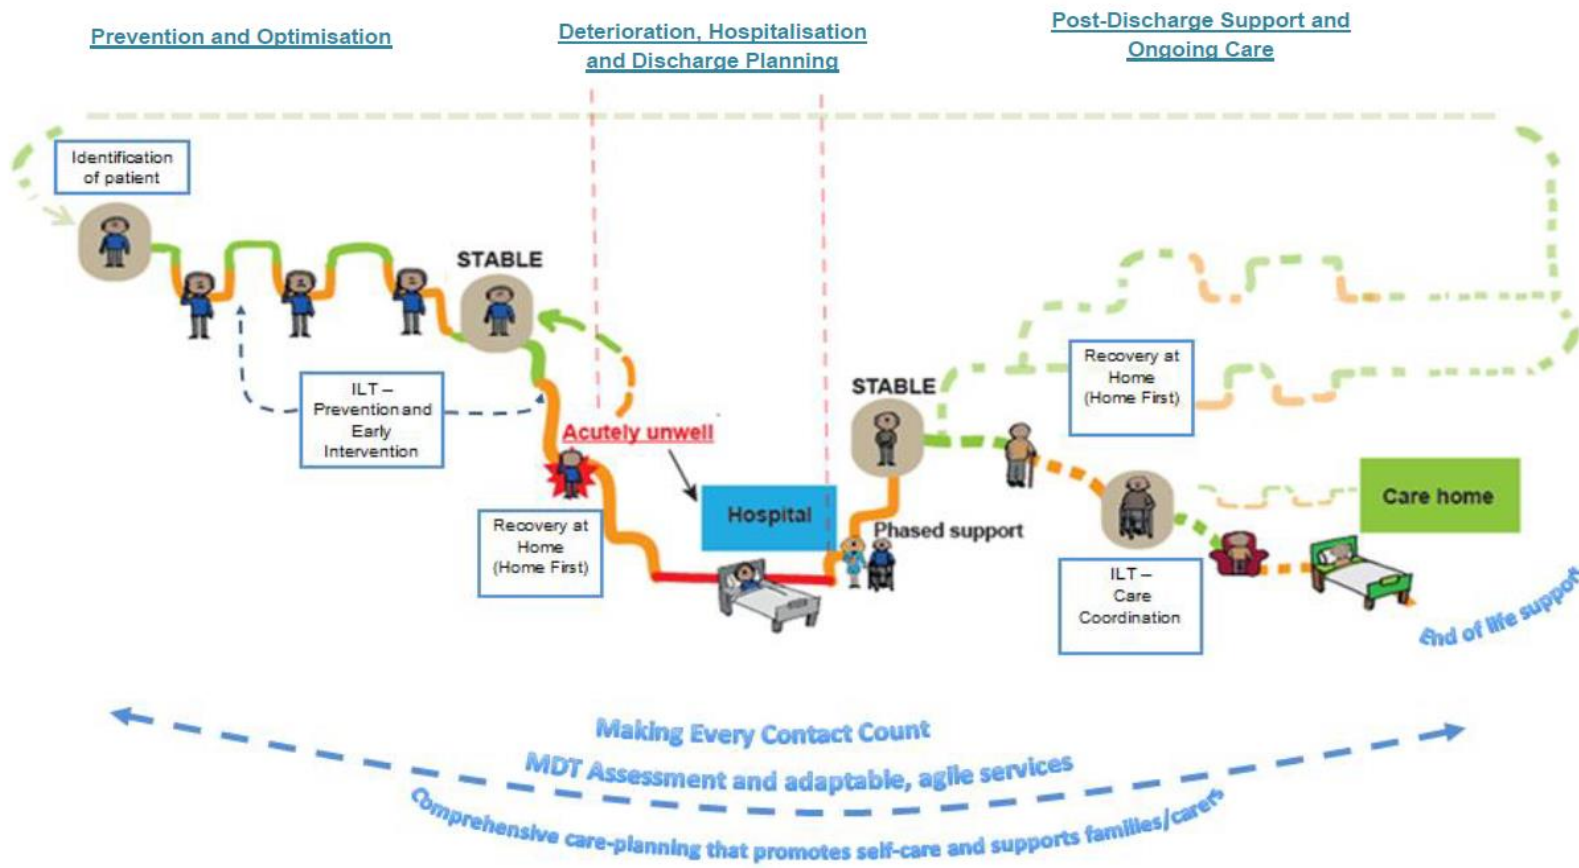 Prevention and Optimisation
Deterioration, Hospitalisation
and Discharge Planning
Post-Discharge Support and
Ongoing Care
Identification
of patient
STABLE
ILT –
Prevention and
Early
Intervention
Acutely unwell
Recovery at
Home
(Home First)
Hospital
STABLE
Phased support
Recovery at
Home
(Home First)
ILT –
Care
Coordination
Care home
End of life support
Making Every Contact Count
MDT Assessment and adaptable, agile services
Comprehensive care-planning that promotes self-care and supports families/carers